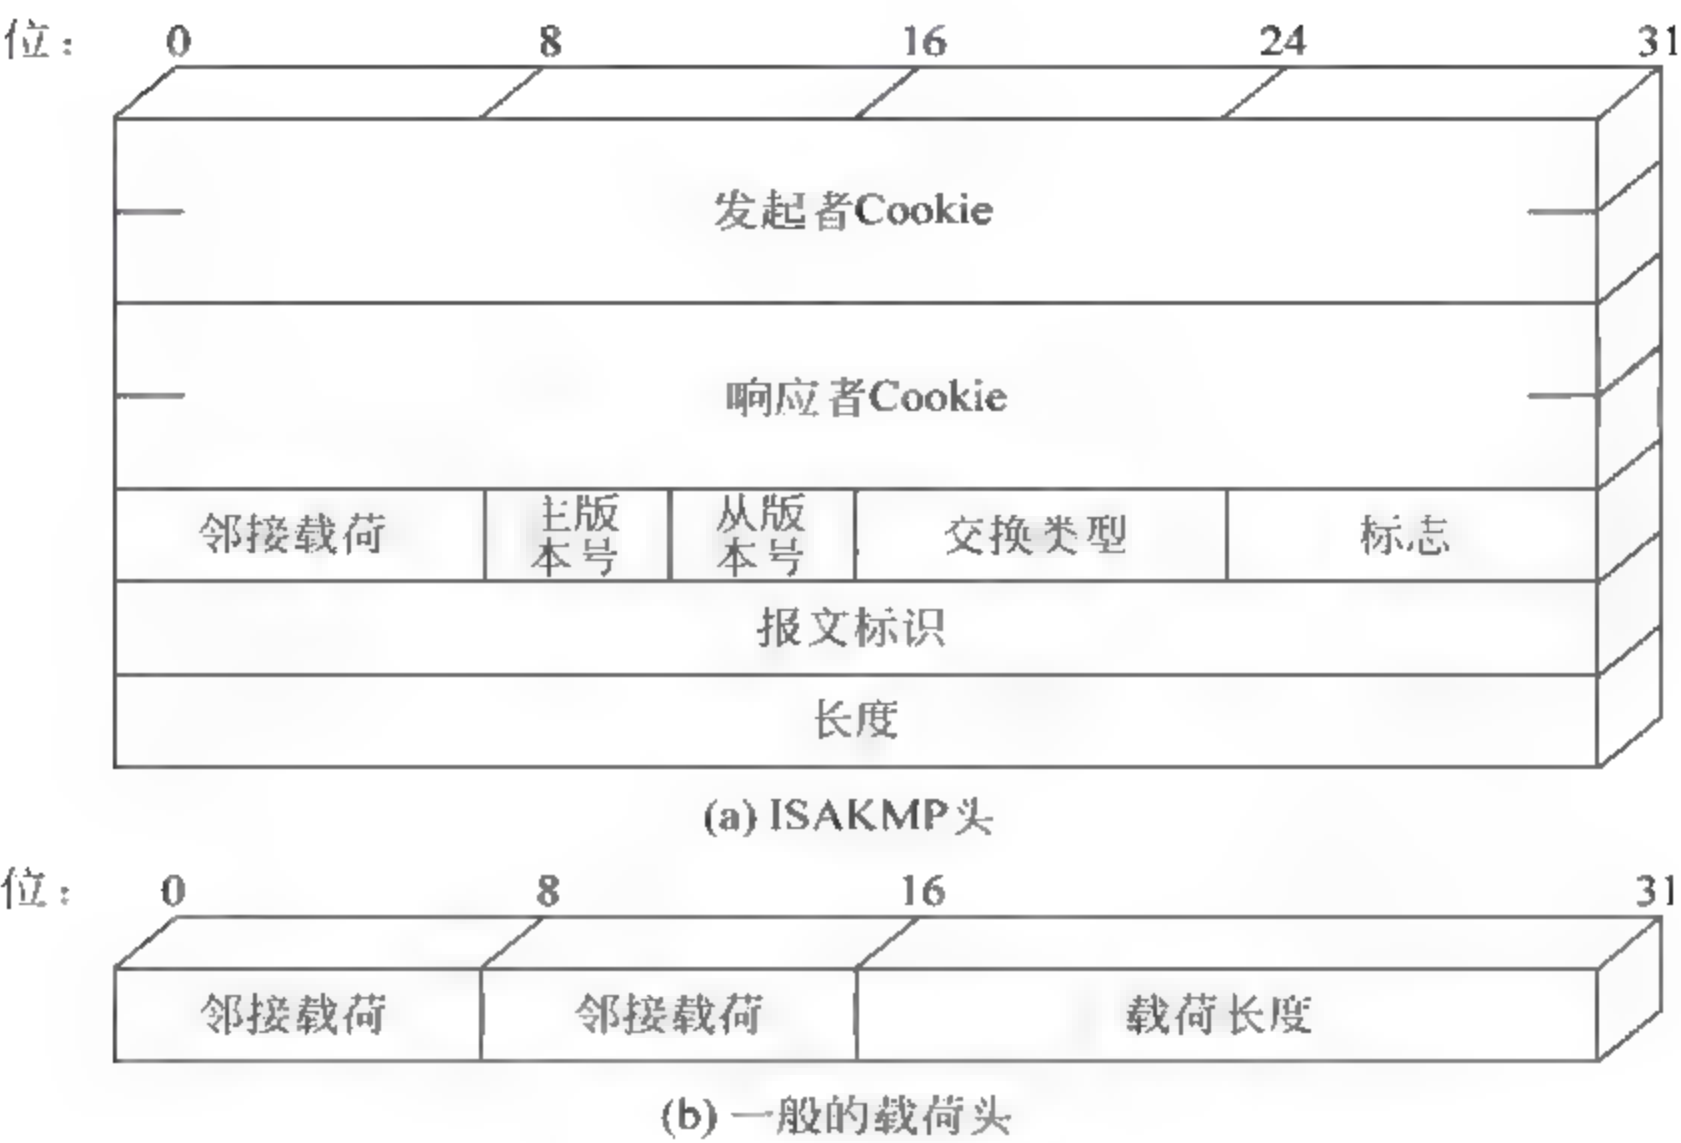 位： 0 8 16 24 31
发起者Cookie
响应者Cookie
邻接载荷 主版本号 从版本号 交换类型 标志
报文标识
长度
(a) ISAKMP头
位： 0 8 16 31
邻接载荷 邻接载荷 载荷长度
(b) 一般的载荷头